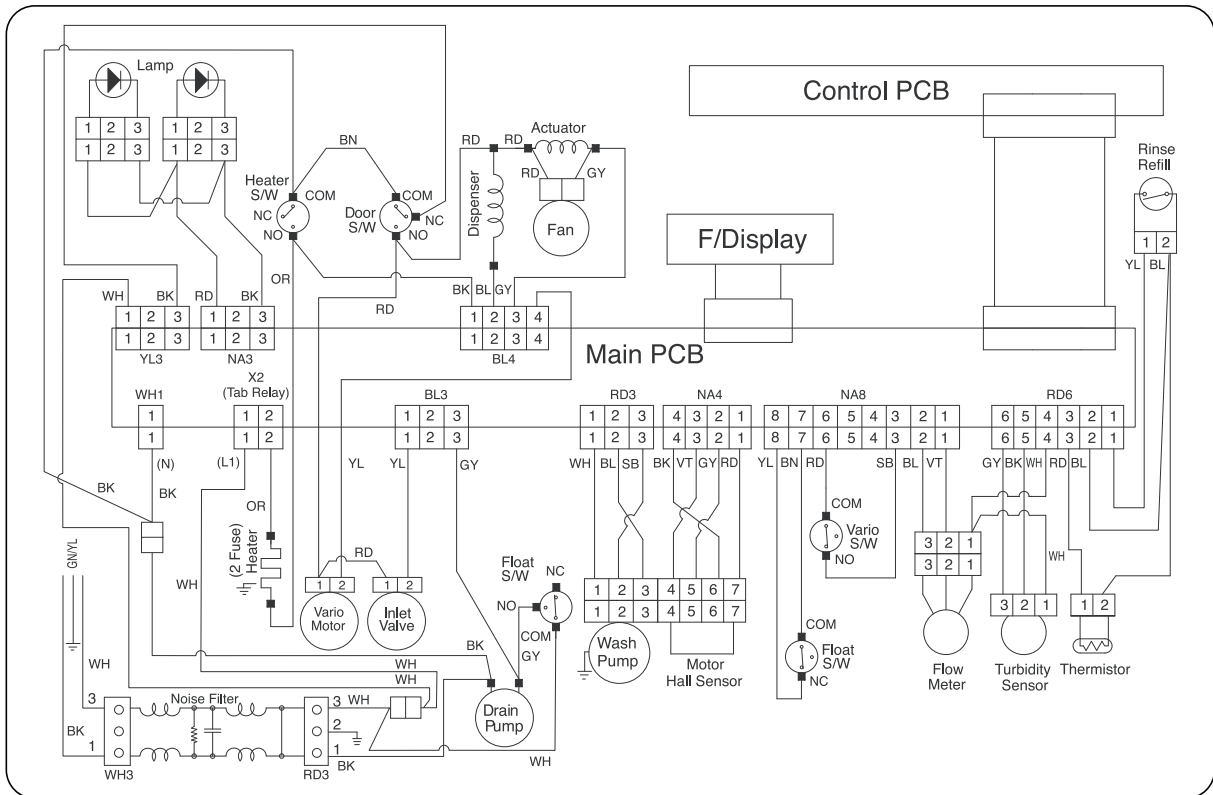 Lamp
1 2 3
1 2 3
1 2 3
1 2 3
BN
Heater
S/W
COM
NC
NO
OR
Door
S/W
COM
NC
NO
RD
RD
Dispenser
RD
Actuator
RD
GY
Fan
Control PCB
F/Display
Rinse
Refill
1 2
YL BL
WH
BK
RD
BK
1 2 3
1 2 3
YL3
1 2 3
1 2 3
NA3
BK BL GY
1 2 3 4
1 2 3 4
BL4
Main PCB
WH1
1
1
(N)
BK
BK
X2
(Tab Relay)
1 2
1 2
(L1)
OR
WH
(2 Fuse)
Heater
BL3
1 2 3
1 2 3
YL
YL
GY
RD
1 2
Vario
Motor
1 2
Inlet
Valve
RD3
1 2 3
1 2 3
WH BL SB
NA4
4 3 2 1
4 3 2 1
BK VT GY RD
1 2 3 4 5 6 7
1 2 3 4 5 6 7
Wash
Pump
Motor
Hall Sensor
NA8
8 7 6 5 4 3 2 1
8 7 6 5 4 3 2 1
YL BN RD
SB BL VT
COM
Vario
S/W
NO
COM
Float
S/W
NC
3 2 1
3 2 1
Flow
Meter
RD6
6 5 4 3 2 1
6 5 4 3 2 1
GY BK WH RD BL
WH
3 2 1
Turbidity
Sensor
1 2
Thermistor
Float
S/W
NC
NO
COM
GY
BK
WH
WH
GN/YL
WH
BK
3
1
WH3
Noise Filter
3
2
1
RD3
WH
BK
Drain
Pump
WH